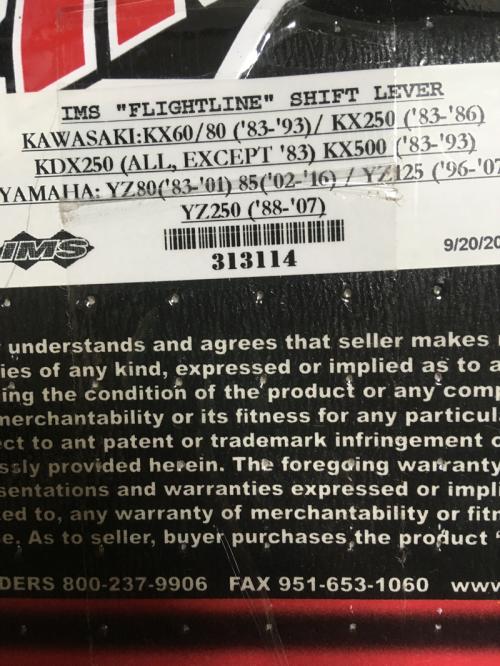 IMS "FLIGHTLINE" SHIFT LEVER
KAWASAKI:KX60/80 ('83-'93)/ KX250 ('83-'86)
KDX250 (ALL, EXCEPT '83) KX500 ('83-'93)
YAMAHA: YZ80('83-'01) 85('02-'16) / YZ125 ('96-'07
YZ250 ('88-'07)
IMS
9/20/20
313114
understands and agrees that seller makes
ies of any kind, expressed or implied as to a
ing the condition of the product or any comp
merchantability or its fitness for any particul
ect to ant patent or trademark infringement o
ssly provided herein. The foregoing warranty
sentations and warranties expressed or impli
ed to, any warranty of merchantability or fitn
e. As to seller, buyer purchases the product "
DERS 800-237-9906 FAX 951-653-1060 www